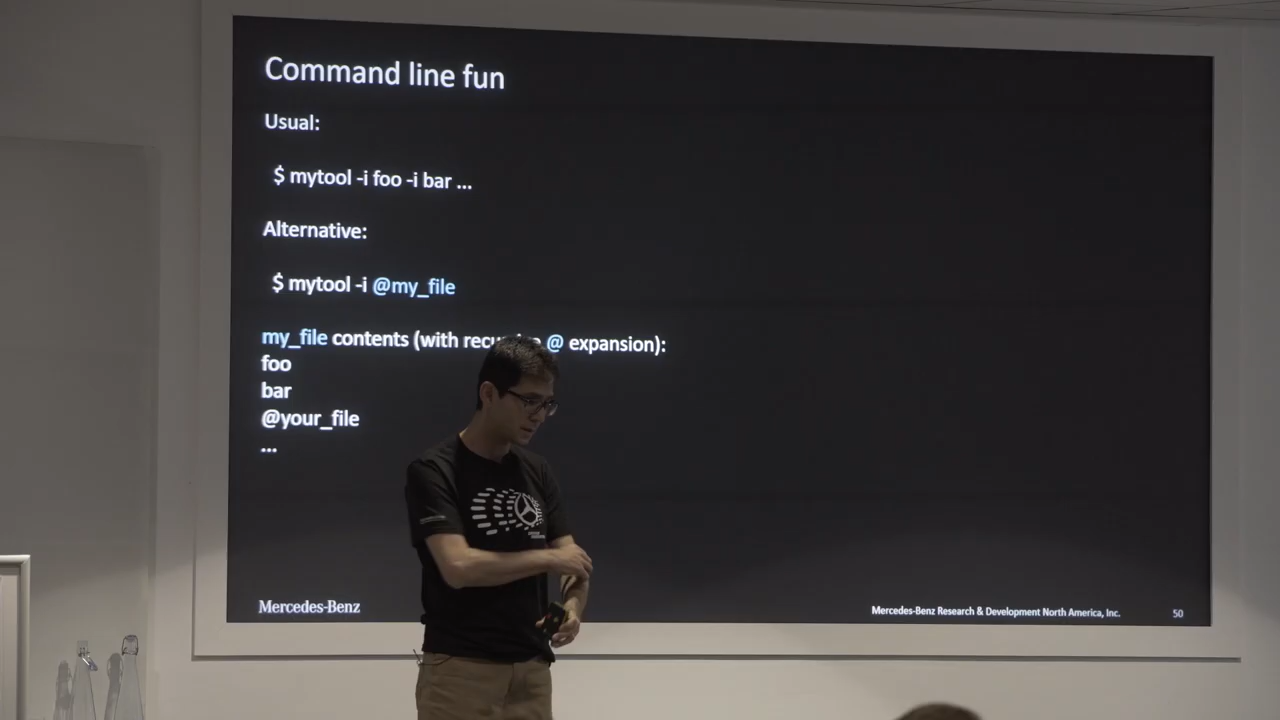 Command line fun
Usual:
$ mytool -i foo -i bar ...
Alternative:
$ mytool -i @my_file
my_file contents (with @ expansion):
foo
bar
@your_file
...
Mercedes-Benz
Mercedes-Benz Research & Development North America, Inc.
50